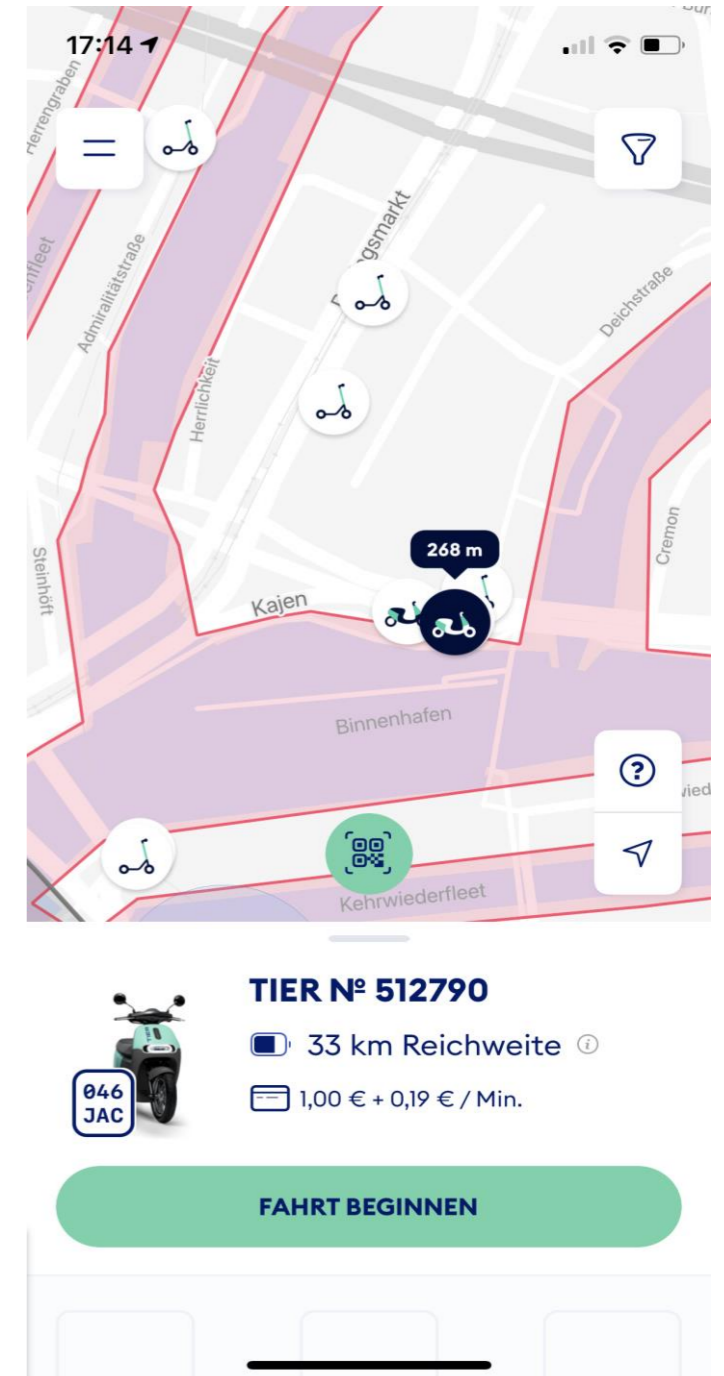 17:14
Herrengraben
Rödingsmarkt
Admiralitätstraße
Deichstraße
Herrlichkeit
268 m
Cremon
Steinhöft
Kajen
Binnenhafen
?
Kehrwiederfleet
TIER Nº 512790
33 km Reichweite i
1,00 € + 0,19 € / Min.
046
JAC
FAHRT BEGINNEN